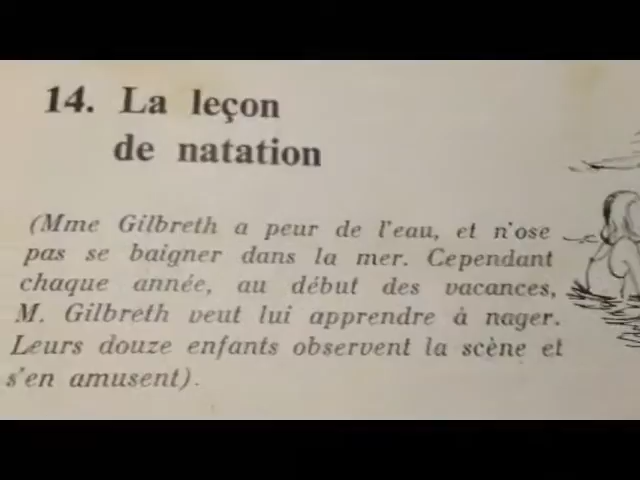 14. La leçon
de natation
(Mme Gilbreth a peur de l'eau, et n'ose
pas se baigner dans la mer. Cependant
chaque année, au début des vacances,
M. Gilbreth veut lui apprendre à nager.
Leurs douze enfants observent la scène et
s'en amusent).